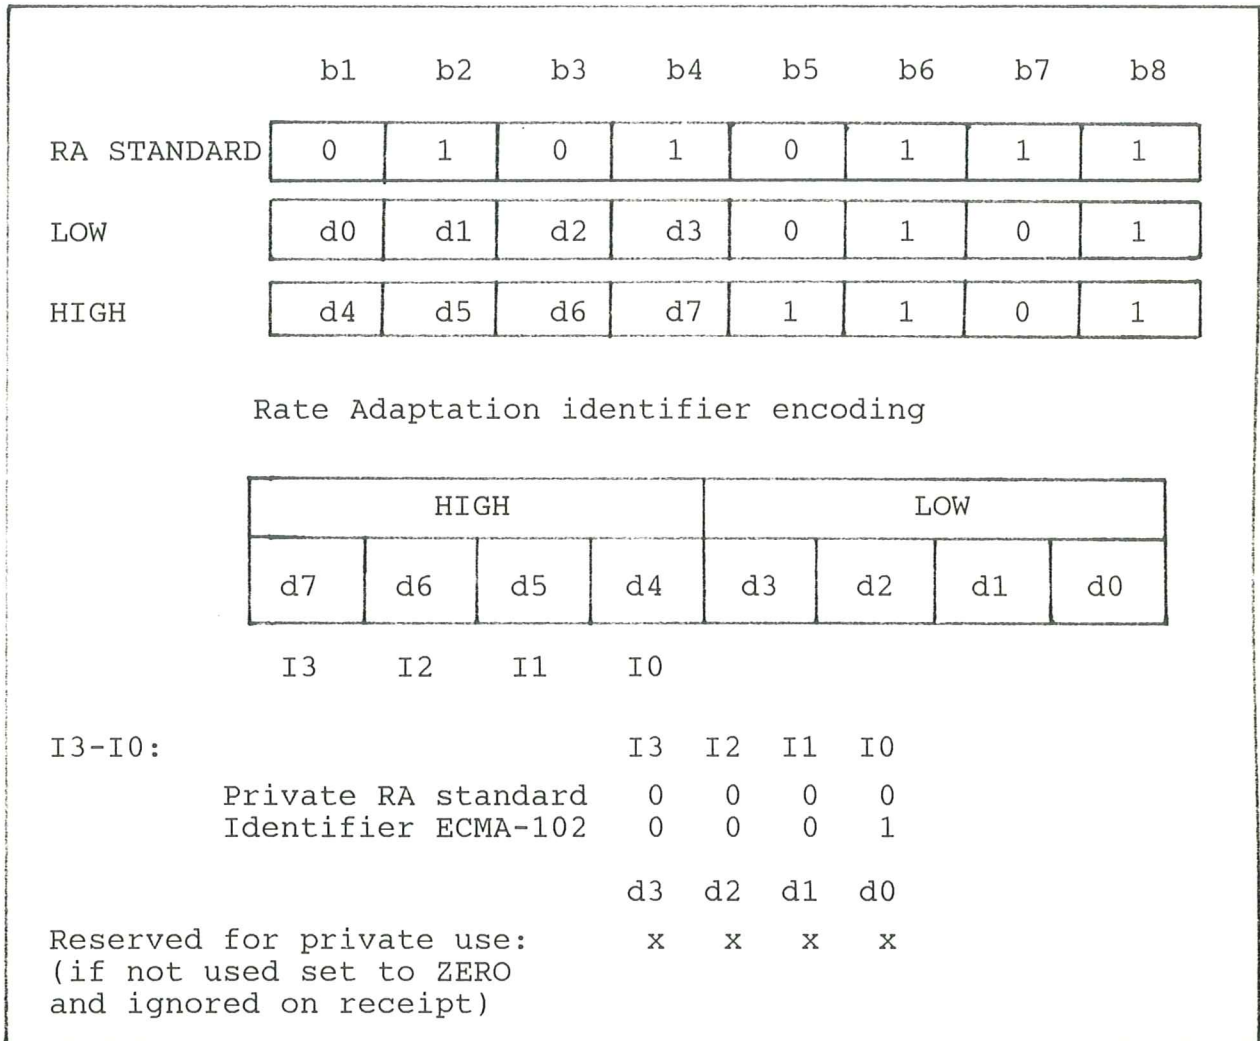 b1 b2 b3 b4 b5 b6 b7 b8
RA STANDARD 0 1 0 1 0 1 1 1
LOW d0 d1 d2 d3 0 1 0 1
HIGH d4 d5 d6 d7 1 1 0 1
Rate Adaptation identifier encoding
HIGH LOW
d7 d6 d5 d4 d3 d2 d1 d0
I3 I2 I1 I0
I3-I0: I3 I2 I1 I0
Private RA standard 0 0 0 0
Identifier ECMA-102 0 0 0 1
d3 d2 d1 d0
Reserved for private use: x x x x
(if not used set to ZERO
and ignored on receipt)